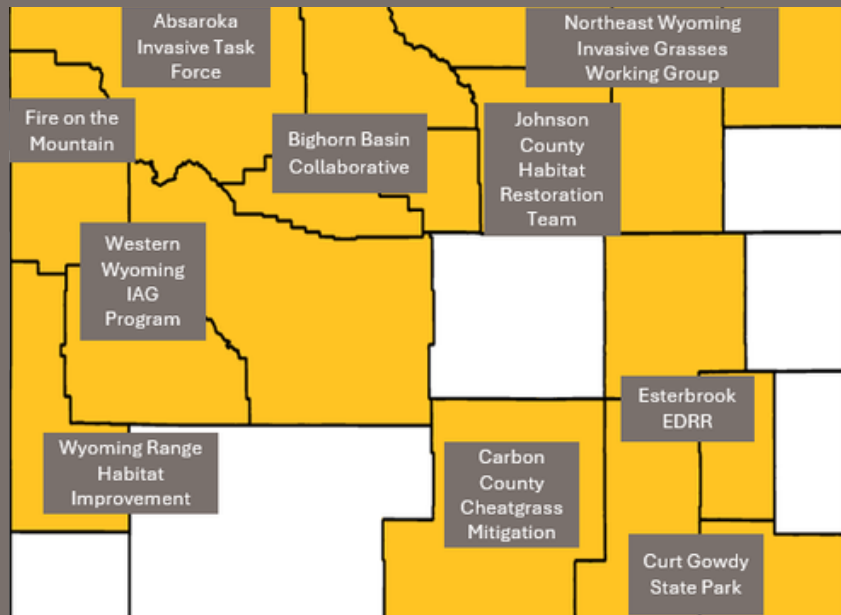 Absaroka
Invasive Task
Force
Northeast Wyoming
Invasive Grasses
Working Group
Fire on the
Mountain
Bighorn Basin
Collaborative
Johnson
County
Habitat
Restoration
Team
Western
Wyoming
IAG
Program
Esterbrook
EDRR
Wyoming Range
Habitat
Improvement
Carbon
County
Cheatgrass
Mitigation
Curt Gowdy
State Park